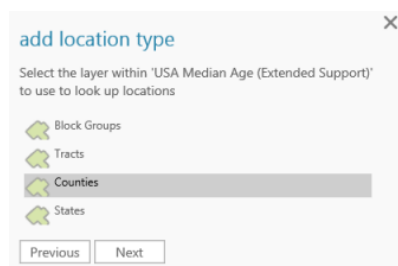 add location type
Select the layer within 'USA Median Age (Extended Support)'
to use to look up locations
Block Groups
Tracts
Counties
States
Previous Next